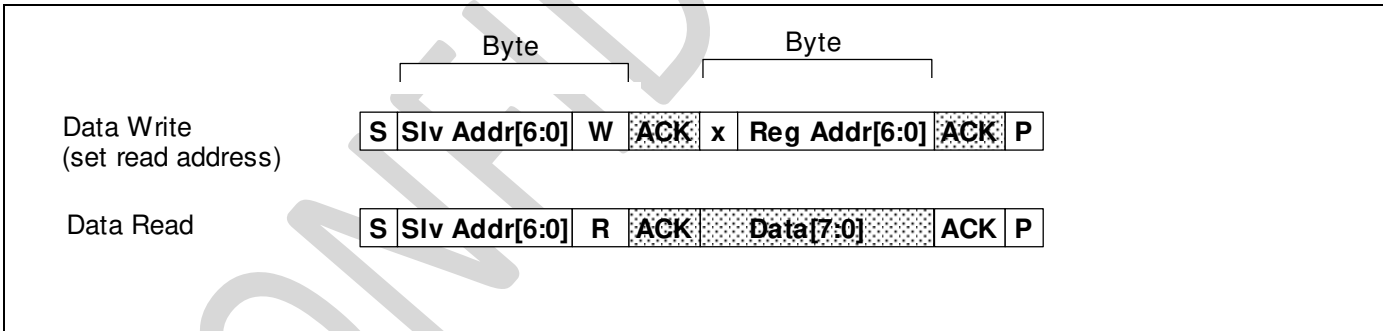 Byte Byte
Data Write
(set read address)
S Slv Addr[6:0] W ACK x Reg Addr[6:0] ACK P
Data Read
S Slv Addr[6:0] R ACK Data[7:0] ACK P